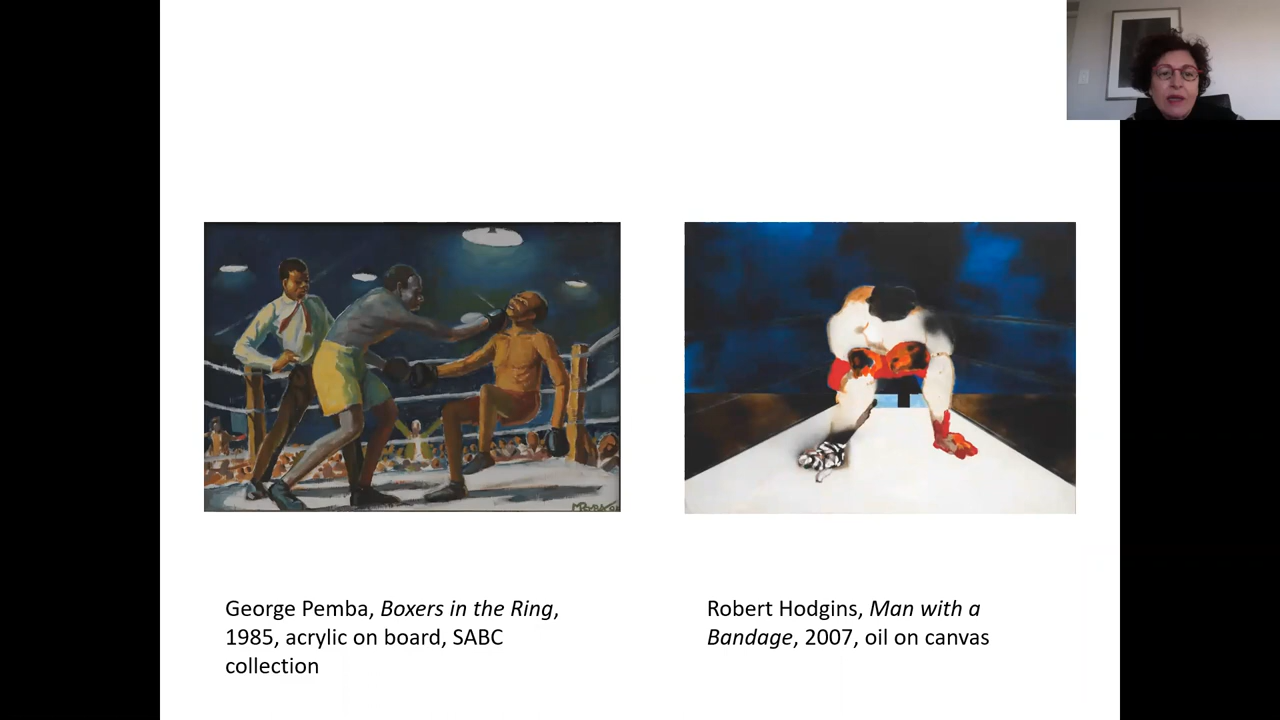 George Pemba, Boxers in the Ring,
1985, acrylic on board, SABC
collection
Robert Hodgins, Man with a
Bandage, 2007, oil on canvas